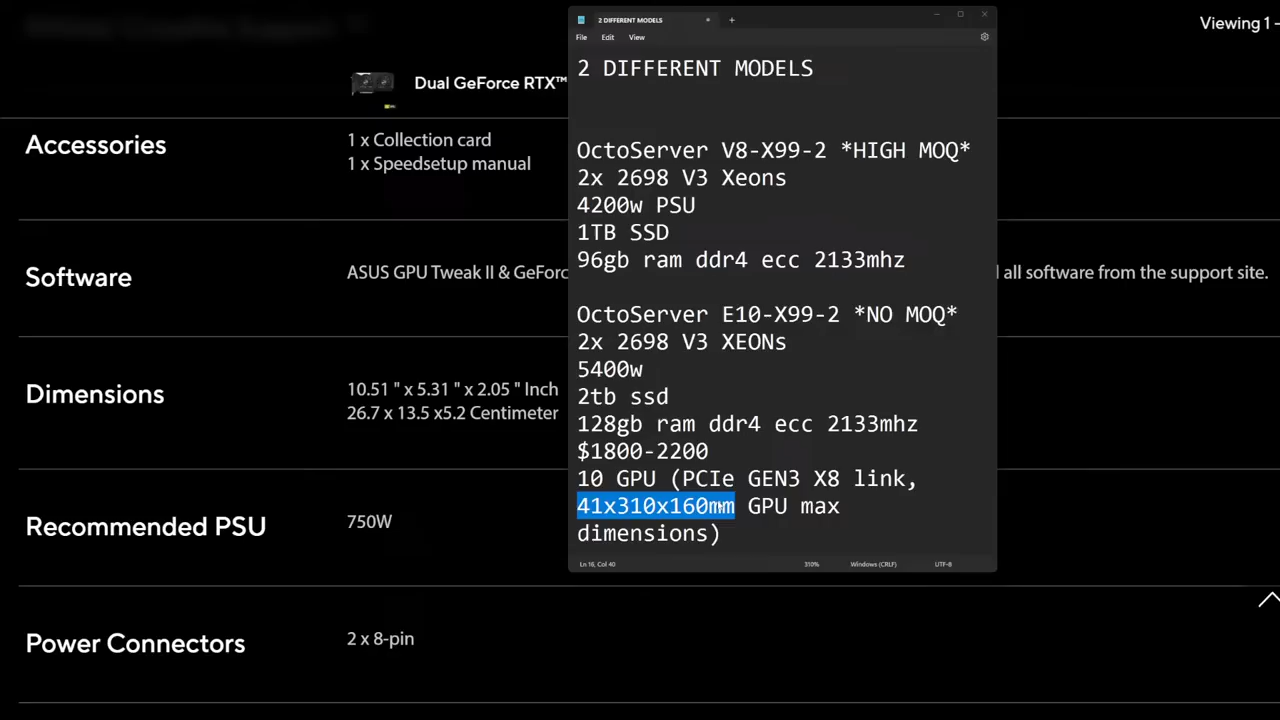 Viewing 1
Dual GeForce RTX™
Accessories
1 x Collection card
1 x Speedsetup manual
Software
ASUS GPU Tweak II & GeForc
all software from the support site.
Dimensions
10.51 " x 5.31 " x 2.05 " Inch
26.7 x 13.5 x5.2 Centimeter
Recommended PSU
750W
Power Connectors
2 x 8-pin
2 DIFFERENT MODELS
File Edit View
2 DIFFERENT MODELS
OctoServer V8-X99-2 *HIGH MOQ*
2x 2698 V3 Xeons
4200w PSU
1TB SSD
96gb ram ddr4 ecc 2133mhz
OctoServer E10-X99-2 *NO MOQ*
2x 2698 V3 XEONs
5400w
2tb ssd
128gb ram ddr4 ecc 2133mhz
$1800-2200
10 GPU (PCIe GEN3 X8 link,
41x310x160mm GPU max
dimensions)
Ln 16, Col 40 310% Windows (CRLF) UTF-8